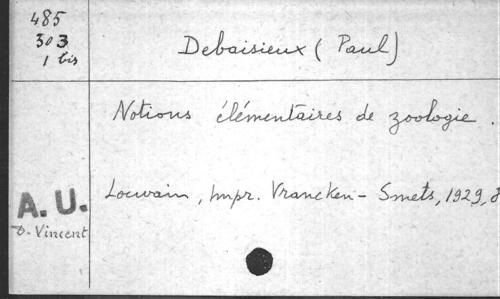 485
303
1 bis
Debaisieux (Paul)
Notions élémentaires de zoologie.
Louvain, Impr. Vrancken-Smets, 1929, 8
A.U.
D. Vincent